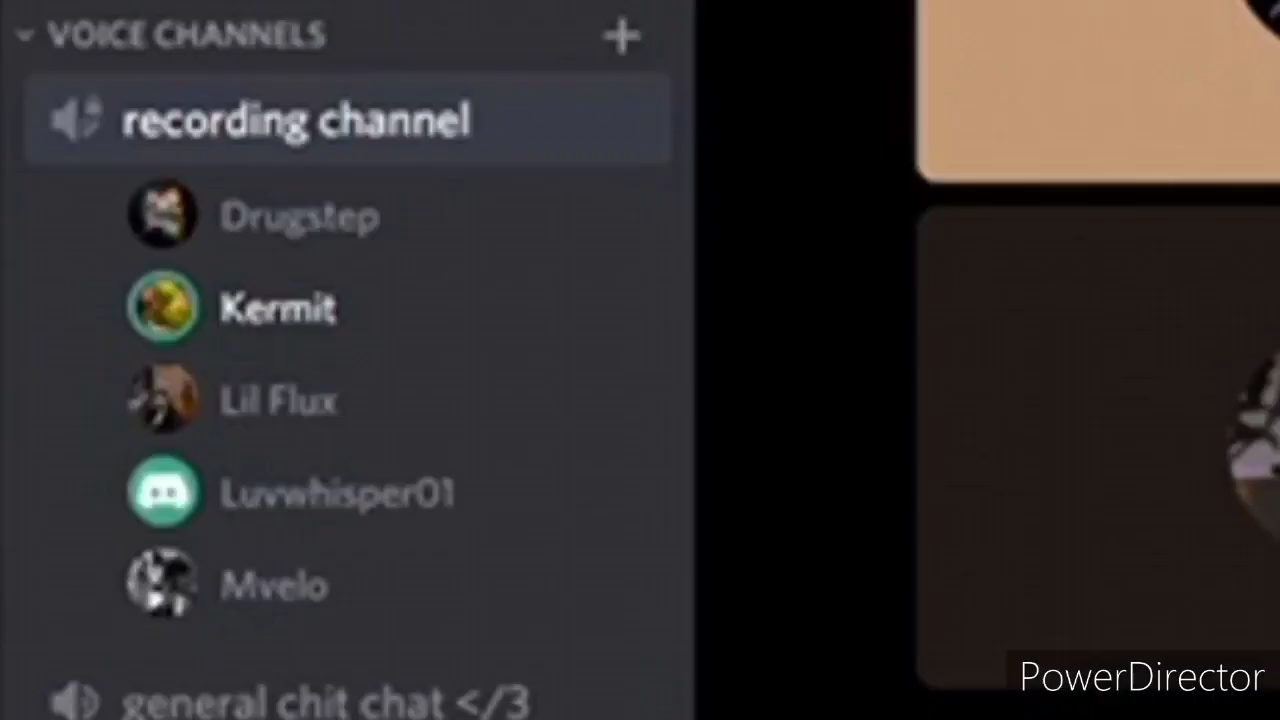 VOICE CHANNELS
recording channel
Drugstep
Kermit
Lil Flux
Luvwhisper01
Mvelo
general chit chat </3
PowerDirector